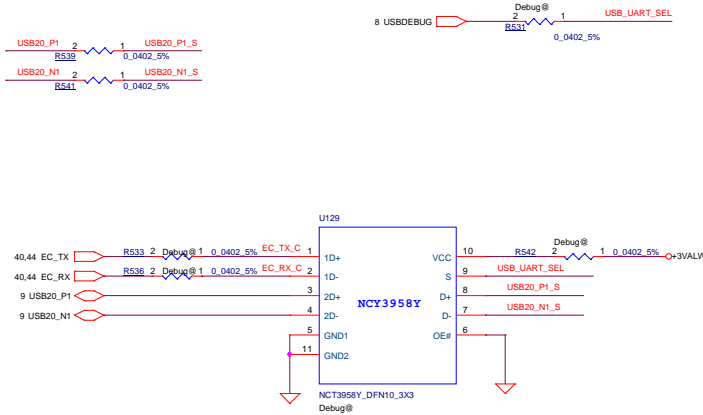 Debug@
8 USBDEBUG 2 1 USB_UART_SEL
R531
0_0402_5%
USB20_P1 2 1 USB20_P1_S
R539 0_0402_5%
USB20_N1 2 1 USB20_N1_S
R541 0_0402_5%
U129
Debug@
40,44 EC_TX R533 2 Debug@ 1 0_0402_5% EC_TX_C 1 1D+ VCC 10 R542 2 1 0_0402_5% +3VALW
40,44 EC_RX R536 2 Debug@ 1 0_0402_5% EC_RX_C 2 1D- S 9 USB_UART_SEL
9 USB20_P1 3 2D+ D+ 8 USB20_P1_S
9 USB20_N1 4 2D- D- 7 USB20_N1_S
NCY3958Y
5 GND1 OE# 6
11 GND2
NCT3958Y_DFN10_3X3
Debug@